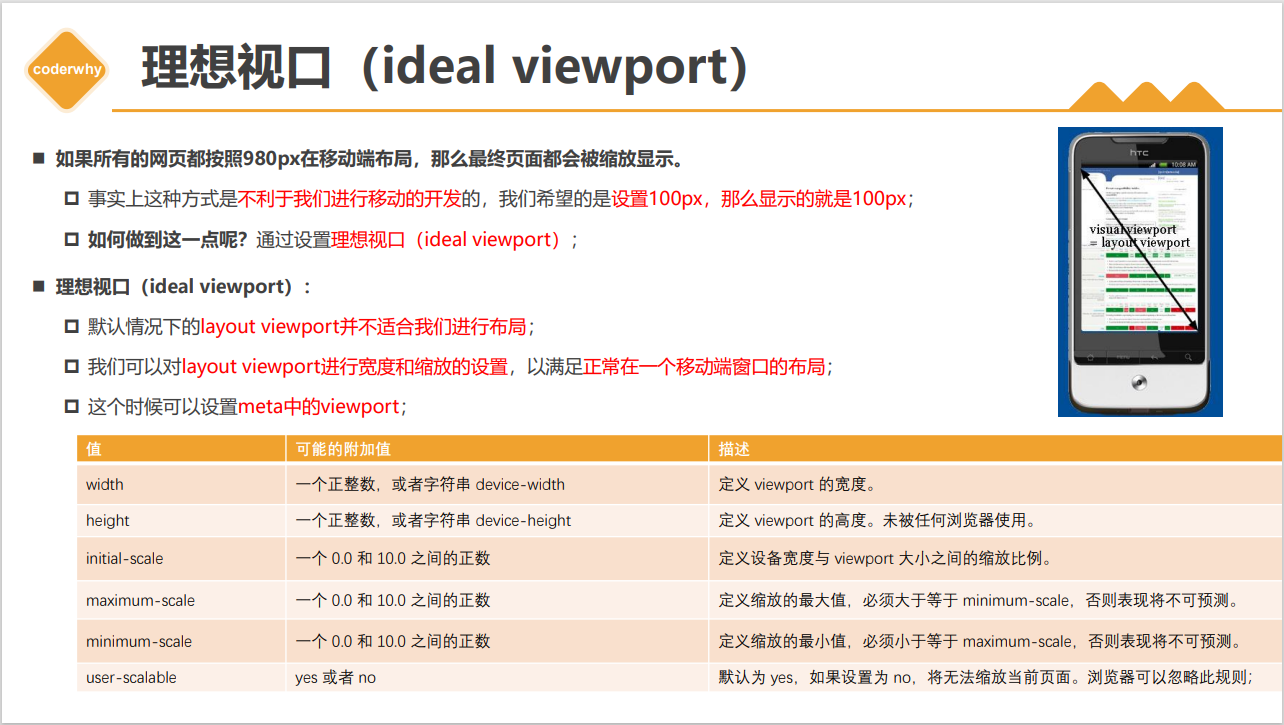 coderwhy
理想视口（ideal viewport）
如果所有的网页都按照980px在移动端布局，那么最终页面都会被缩放显示。
事实上这种方式是不利于我们进行移动的开发的，我们希望的是设置100px，那么显示的就是100px；
如何做到这一点呢？通过设置理想视口（ideal viewport）；
理想视口（ideal viewport）：
默认情况下的layout viewport并不适合我们进行布局；
我们可以对layout viewport进行宽度和缩放的设置，以满足正常在一个移动端窗口的布局；
这个时候可以设置meta中的viewport；
hTC
10:08 AM
visual viewport
= layout viewport
值 可能的附加值 描述
width 一个正整数，或者字符串 device-width 定义 viewport 的宽度。
height 一个正整数，或者字符串 device-height 定义 viewport 的高度。未被任何浏览器使用。
initial-scale 一个 0.0 和 10.0 之间的正数 定义设备宽度与 viewport 大小之间的缩放比例。
maximum-scale 一个 0.0 和 10.0 之间的正数 定义缩放的最大值，必须大于等于 minimum-scale，否则表现将不可预测。
minimum-scale 一个 0.0 和 10.0 之间的正数 定义缩放的最小值，必须小于等于 maximum-scale，否则表现将不可预测。
user-scalable yes 或者 no 默认为 yes，如果设置为 no，将无法缩放当前页面。浏览器可以忽略此规则；